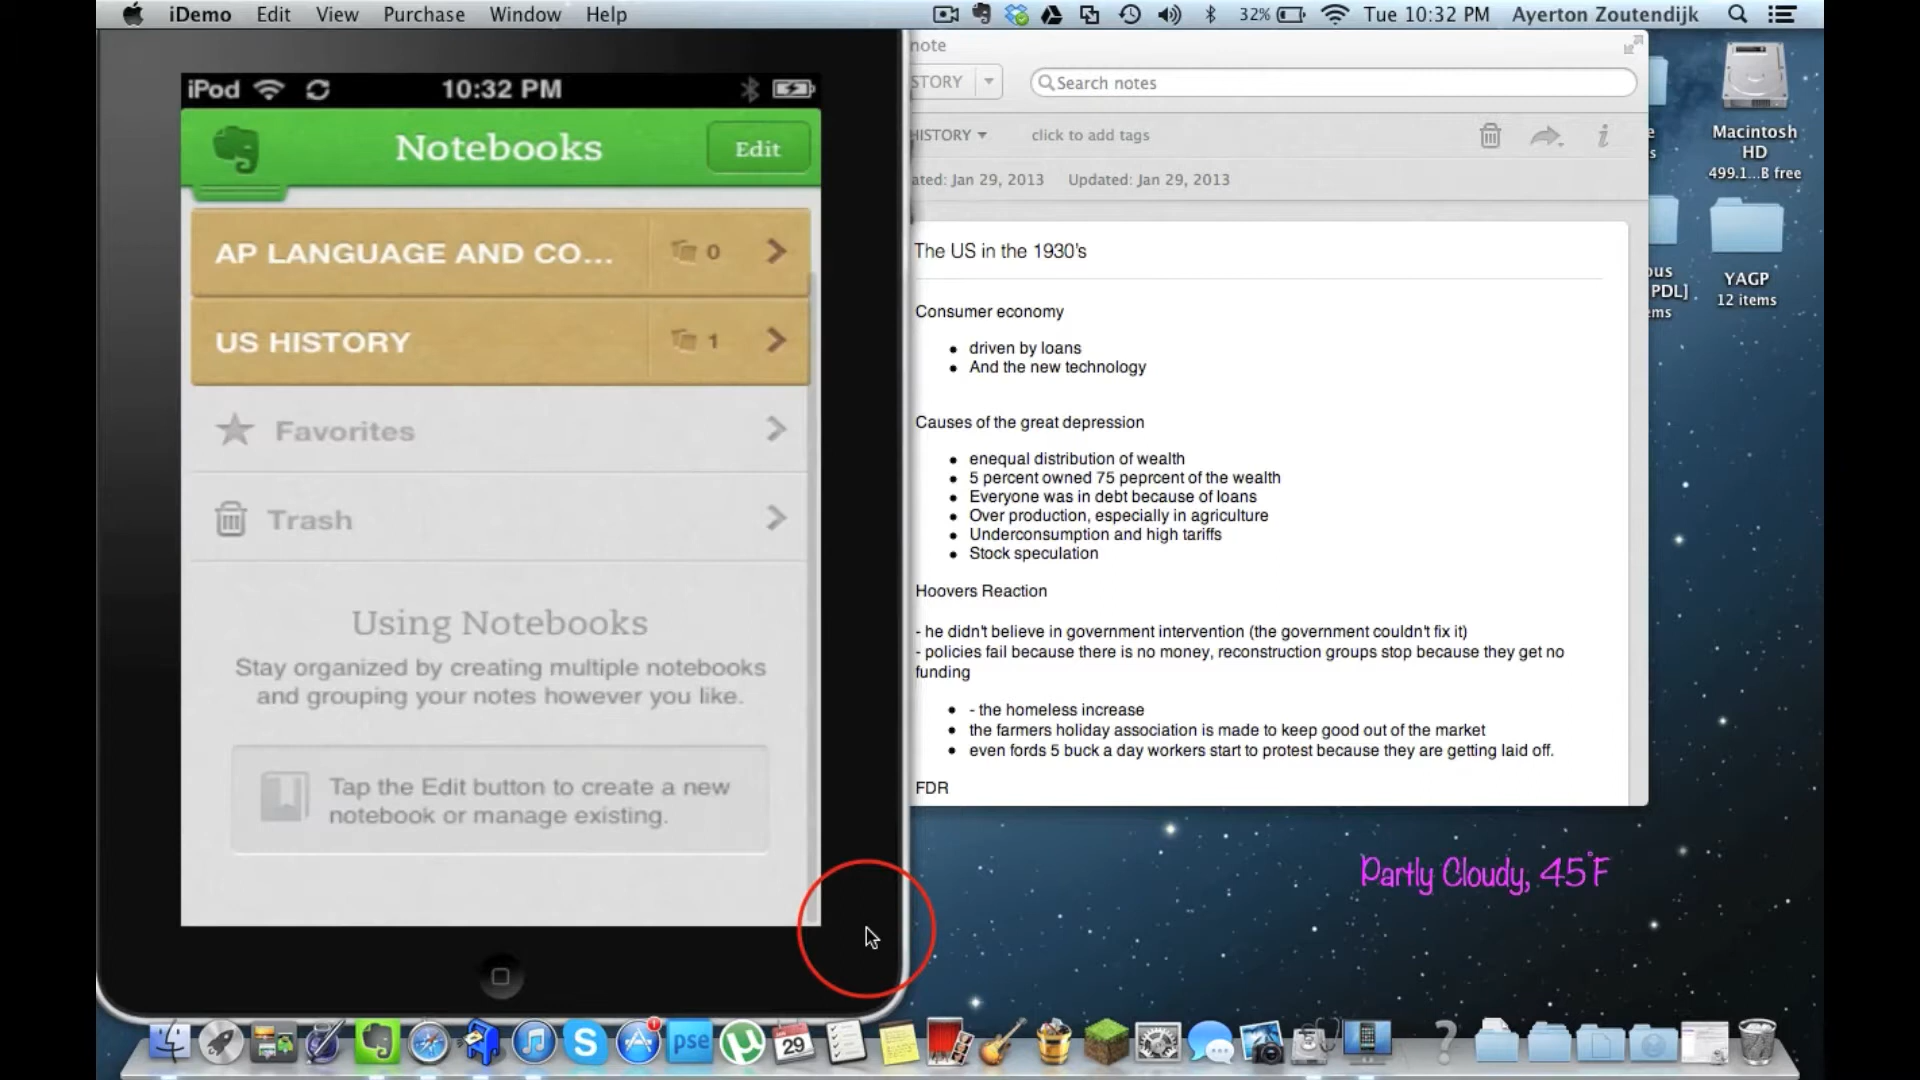 iDemo Edit View Purchase Window Help
32% Tue 10:32 PM Ayerton Zoutendijk
iPod 10:32 PM
Notebooks Edit
AP LANGUAGE AND CO... 0
US HISTORY 1
Favorites
Trash
Using Notebooks
Stay organized by creating multiple notebooks
and grouping your notes however you like.
Tap the Edit button to create a new
notebook or manage existing.
note
STORY Search notes
HISTORY click to add tags
ated: Jan 29, 2013 Updated: Jan 29, 2013
The US in the 1930's
Consumer economy
• driven by loans
• And the new technology
Causes of the great depression
• enequal distribution of wealth
• 5 percent owned 75 peprcent of the wealth
• Everyone was in debt because of loans
• Over production, especially in agriculture
• Underconsumption and high tariffs
• Stock speculation
Hoovers Reaction
- he didn't believe in government intervention (the government couldn't fix it)
- policies fail because there is no money, reconstruction groups stop because they get no
funding
• - the homeless increase
• the farmers holiday association is made to keep good out of the market
• even fords 5 buck a day workers start to protest because they are getting laid off.
FDR
Macintosh
HD
499.1...B free
YAGP
12 items
PDL]
Partly Cloudy, 45°F
pse
29